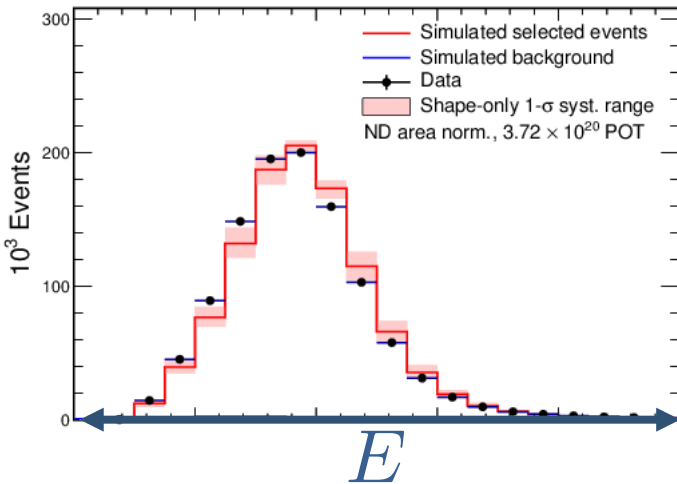 300
200
100
0
10³ Events
Simulated selected events
Simulated background
Data
Shape-only 1-σ syst. range
ND area norm., 3.72 × 10²⁰ POT
E